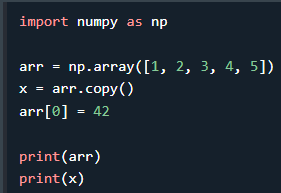 import numpy as np
arr = np.array([1, 2, 3, 4, 5])
x = arr.copy()
arr[0] = 42
print(arr)
print(x)